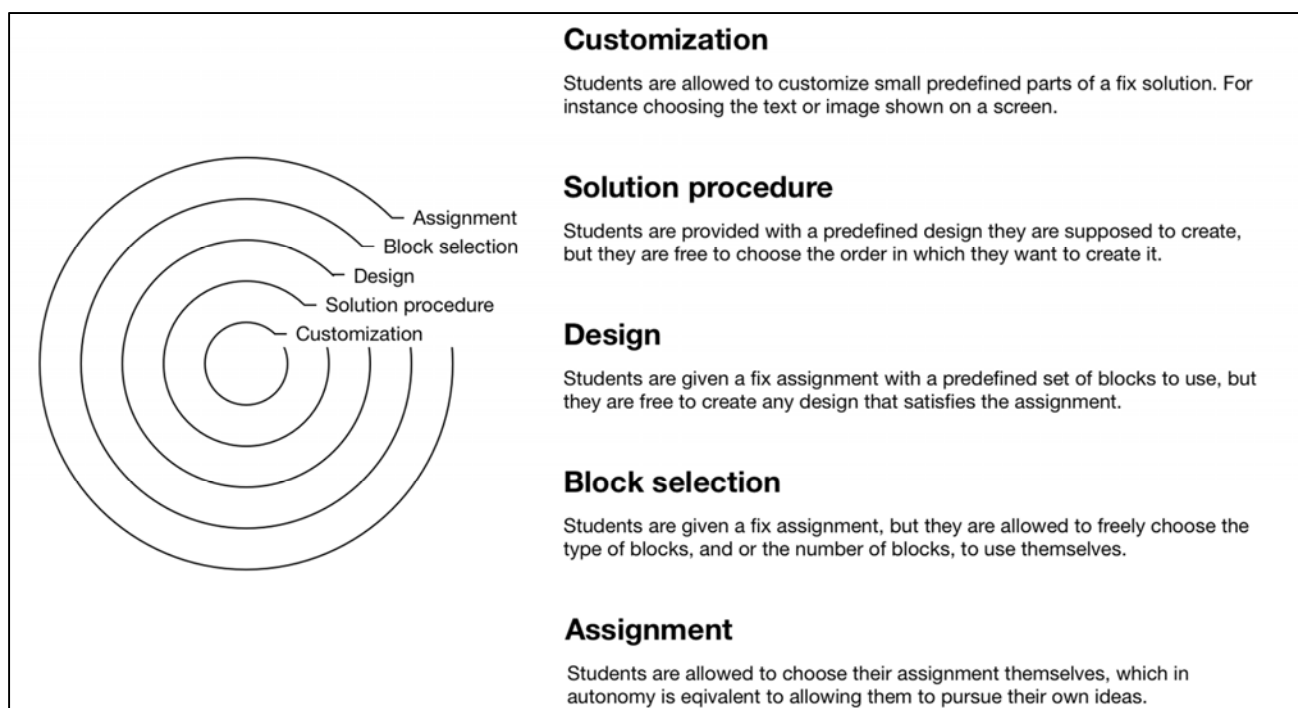 Assignment
Block selection
Design
Solution procedure
Customization
Customization
Students are allowed to customize small predefined parts of a fix solution. For
instance choosing the text or image shown on a screen.
Solution procedure
Students are provided with a predefined design they are supposed to create,
but they are free to choose the order in which they want to create it.
Design
Students are given a fix assignment with a predefined set of blocks to use, but
they are free to create any design that satisfies the assignment.
Block selection
Students are given a fix assignment, but they are allowed to freely choose the
type of blocks, and or the number of blocks, to use themselves.
Assignment
Students are allowed to choose their assignment themselves, which in
autonomy is eqivalent to allowing them to pursue their own ideas.